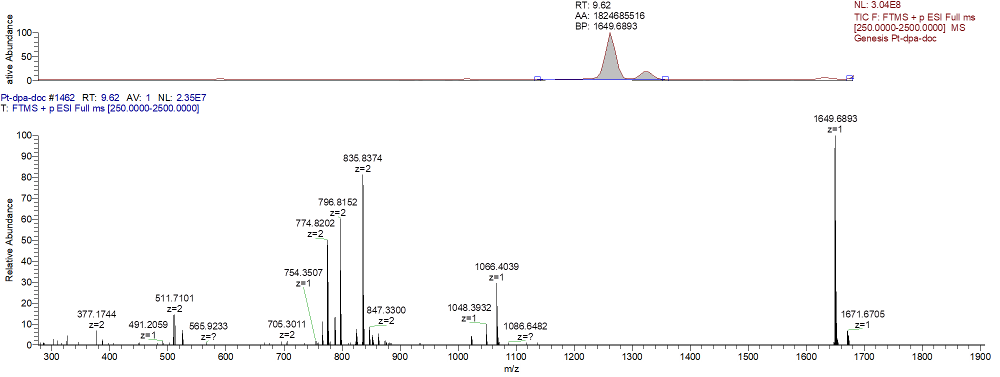 RT: 9.62
AA: 1824685516
BP: 1649.6893
NL: 3.04E8
TIC F: FTMS + p ESI Full ms
[250.0000-2500.0000] MS
Genesis Pt-dpa-doc
ative Abundance
100
50
0
Pt-dpa-doc #1462 RT: 9.62 AV: 1 NL: 2.35E7
T: FTMS + p ESI Full ms [250.0000-2500.0000]
1649.6893
z=1
835.8374
z=2
796.8152
z=2
774.8202
z=2
1066.4039
z=1
754.3507
z=1
511.7101
z=2
377.1744
z=2
491.2059
z=1
565.9233
z=?
705.3011
z=2
847.3300
z=2
1048.3932
z=1
1086.6482
z=?
1671.6705
z=1
Relative Abundance
100
90
80
70
60
50
40
30
20
10
0
300 400 500 600 700 800 900 1000 1100 1200 1300 1400 1500 1600 1700 1800 1900
m/z